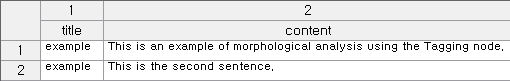 1 2
title content
1 example This is an example of morphological analysis using the Tagging node.
2 example This is the second sentence.